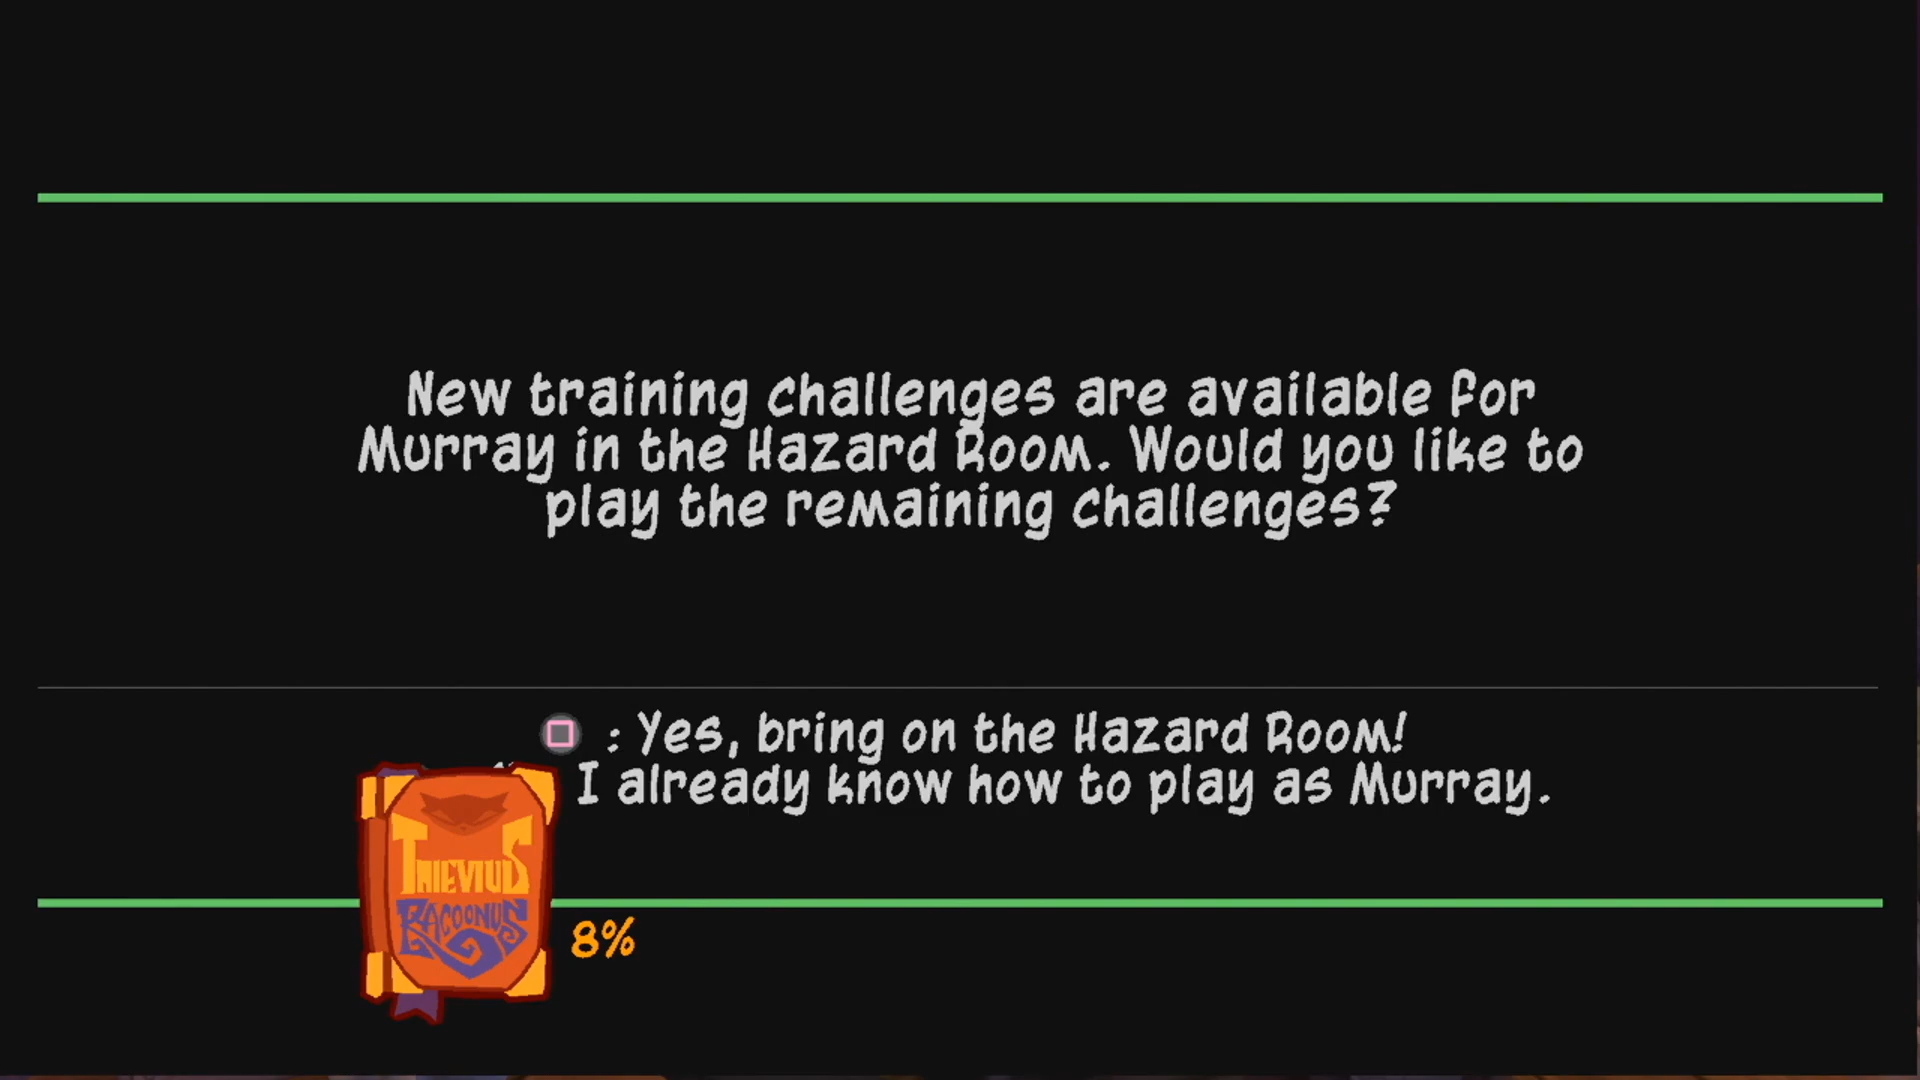 New training challenges are available for
Murray in the Hazard Room. Would you like to
play the remaining challenges?
: Yes, bring on the Hazard Room!
I already know how to play as Murray.
THIEVIUS
RACOONUS
8%